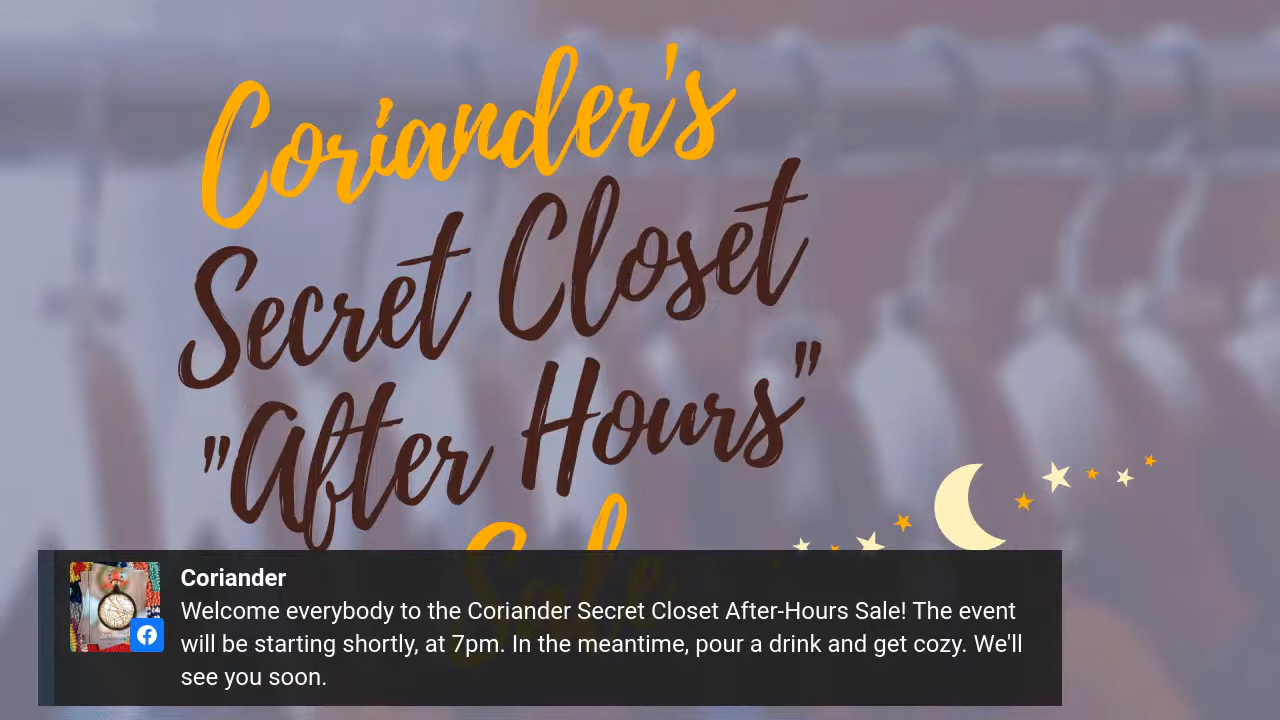 Coriander's
Secret Closet
"After Hours"
Sale
Coriander
Welcome everybody to the Coriander Secret Closet After-Hours Sale! The event
will be starting shortly, at 7pm. In the meantime, pour a drink and get cozy. We'll
see you soon.